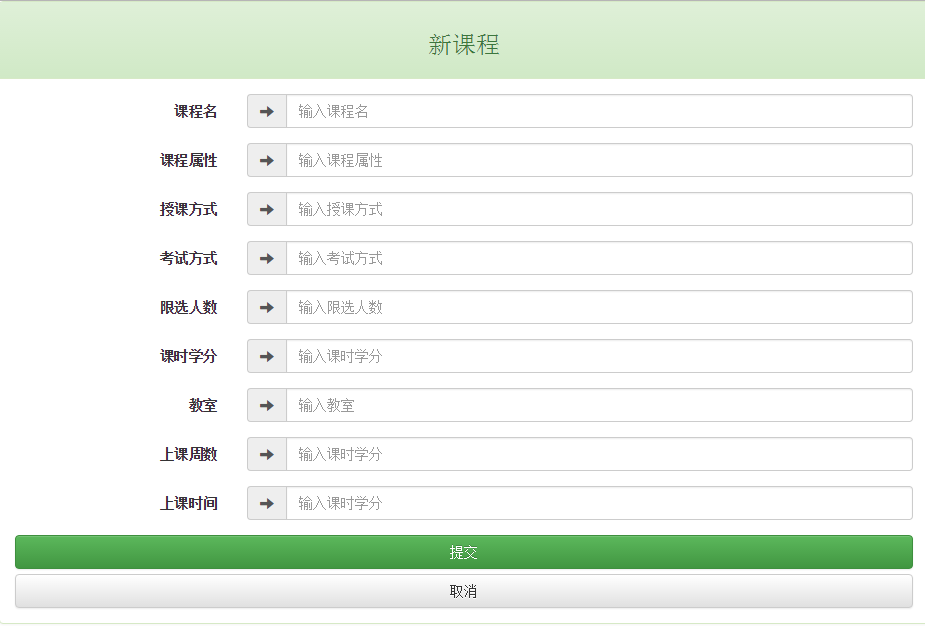 新课程
课程名 输入课程名
课程属性 输入课程属性
授课方式 输入授课方式
考试方式 输入考试方式
限选人数 输入限选人数
课时学分 输入课时学分
教室 输入教室
上课周数 输入课时学分
上课时间 输入课时学分
提交
取消